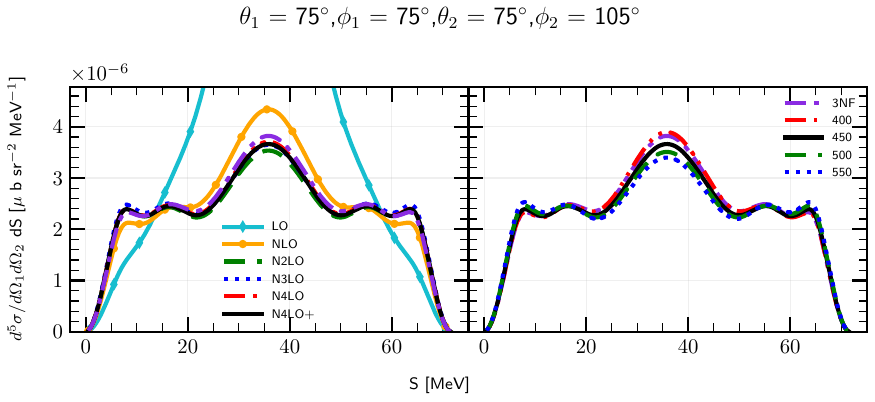 θ₁ = 75°,ϕ₁ = 75°,θ₂ = 75°,ϕ₂ = 105°
×10⁻⁶
d⁵σ/dΩ₁dΩ₂ dS [μ b sr⁻² MeV⁻¹]
4
3
2
1
0
LO
NLO
N2LO
N3LO
N4LO
N4LO+
3NF
400
450
500
550
0 20 40 60 0 20 40 60
S [MeV]